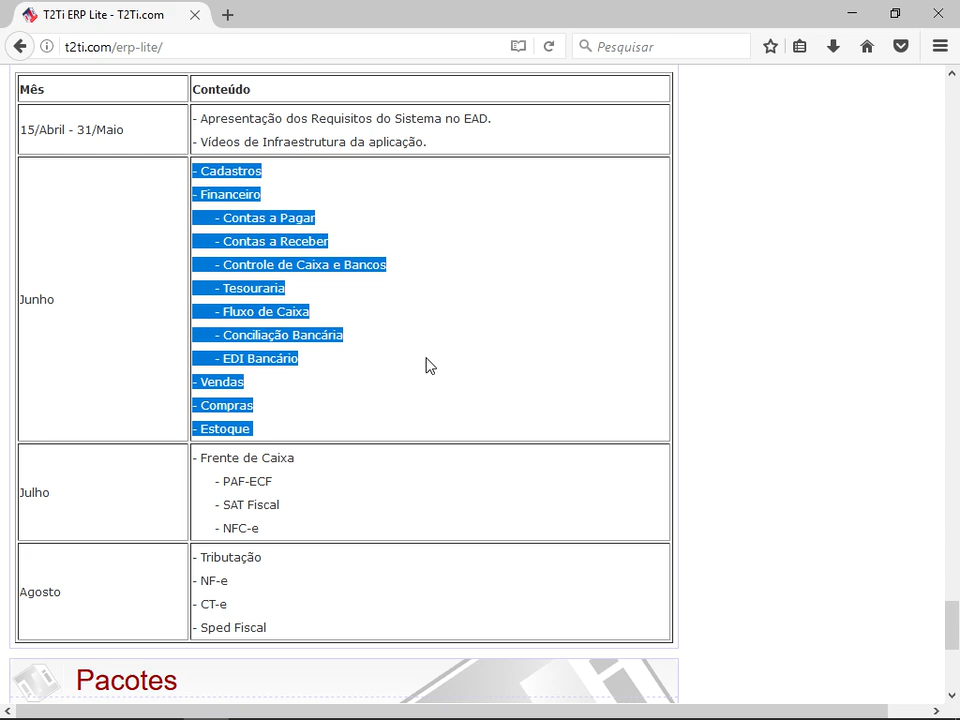 T2Ti ERP Lite - T2Ti.com
t2ti.com/erp-lite/
Pesquisar
Mês
Conteúdo
15/Abril - 31/Maio
- Apresentação dos Requisitos do Sistema no EAD.
- Vídeos de Infraestrutura da aplicação.
Junho
- Cadastros
- Financeiro
- Contas a Pagar
- Contas a Receber
- Controle de Caixa e Bancos
- Tesouraria
- Fluxo de Caixa
- Conciliação Bancária
- EDI Bancário
- Vendas
- Compras
- Estoque
Julho
- Frente de Caixa
- PAF-ECF
- SAT Fiscal
- NFC-e
Agosto
- Tributação
- NF-e
- CT-e
- Sped Fiscal
Pacotes